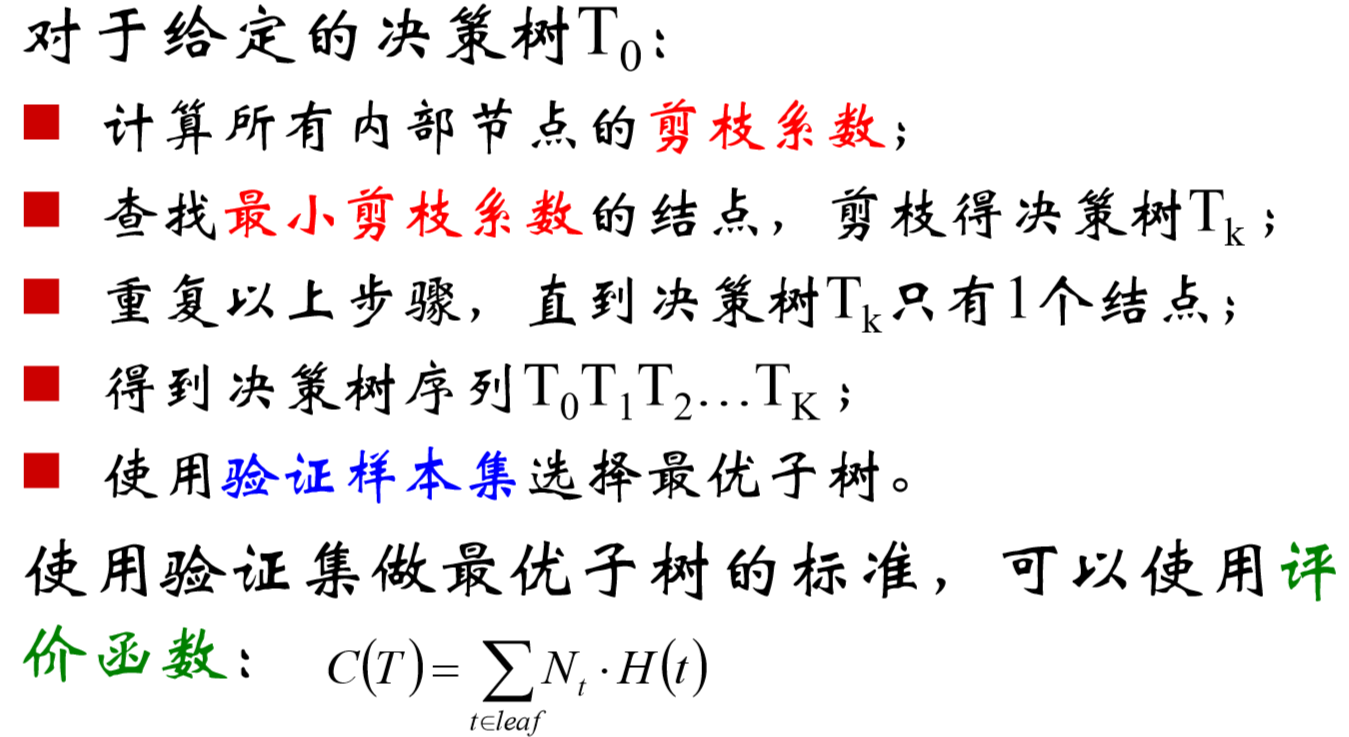 对于给定的决策树T₀:
■ 计算所有内部节点的剪枝系数;
■ 查找最小剪枝系数的结点，剪枝得决策树Tₖ;
■ 重复以上步骤，直到决策树Tₖ只有1个结点;
■ 得到决策树序列T₀T₁T₂…T_K;
■ 使用验证样本集选择最优子树。
使用验证集做最优子树的标准，可以使用评
价函数: C(T)= ∑ Nₜ·H(t)
t∈leaf